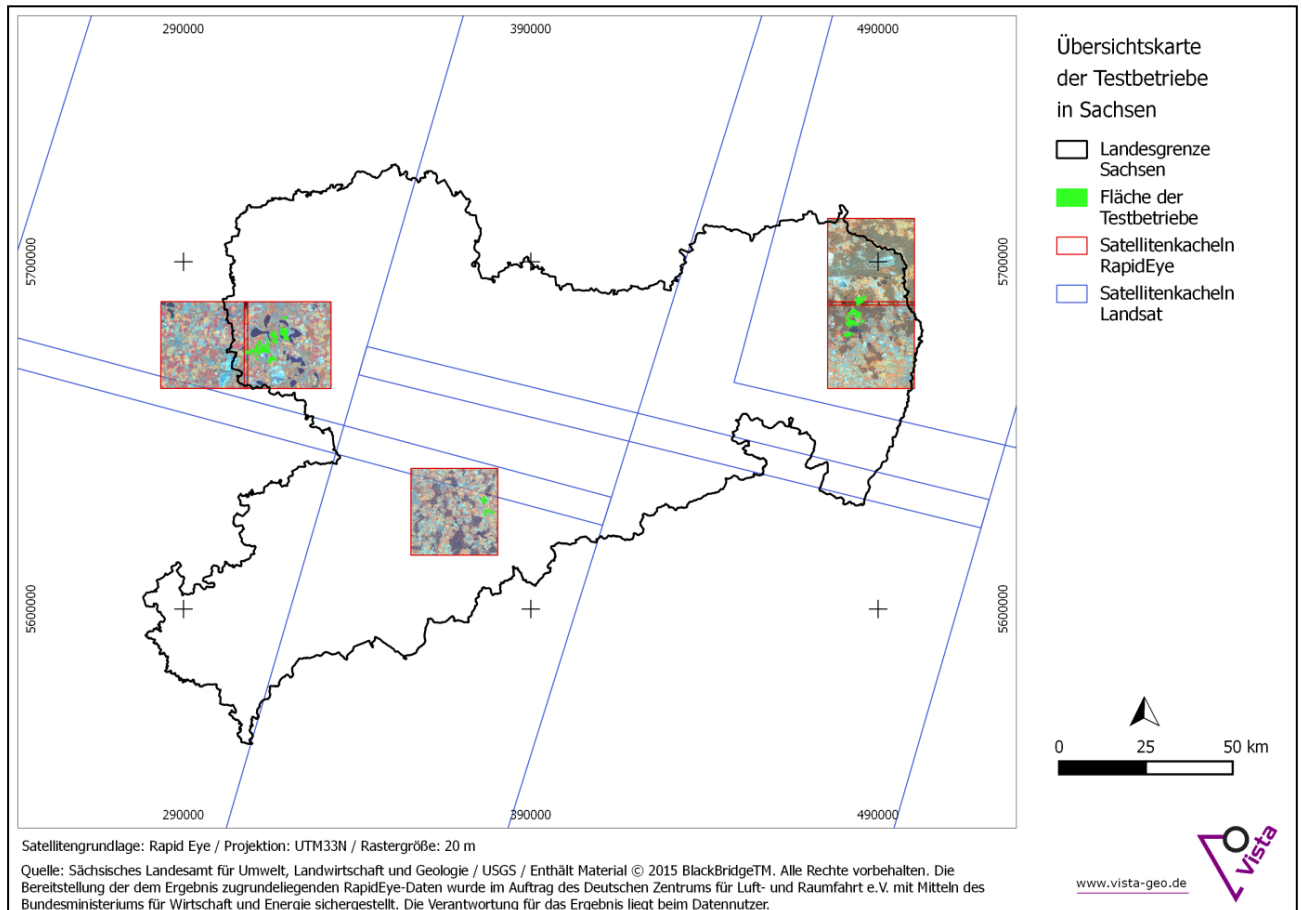 290000
390000
490000
Übersichtskarte
der Testbetriebe
in Sachsen
Landesgrenze
Sachsen
Fläche der
Testbetriebe
Satellitenkacheln
RapidEye
Satellitenkacheln
Landsat
5700000
5700000
5600000
5600000
0 25 50 km
290000
390000
490000
Satellitengrundlage: Rapid Eye / Projektion: UTM33N / Rastergröße: 20 m
Quelle: Sächsisches Landesamt für Umwelt, Landwirtschaft und Geologie / USGS / Enthält Material © 2015 BlackBridgeTM. Alle Rechte vorbehalten. Die
Bereitstellung der dem Ergebnis zugrundeliegenden RapidEye-Daten wurde im Auftrag des Deutschen Zentrums für Luft- und Raumfahrt e.V. mit Mitteln des
Bundesministeriums für Wirtschaft und Energie sichergestellt. Die Verantwortung für das Ergebnis liegt beim Datennutzer.
www.vista-geo.de
Vista